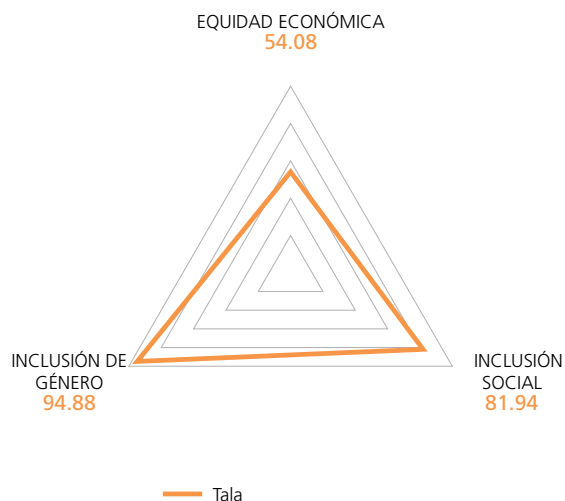 EQUIDAD ECONÓMICA
54.08
INCLUSIÓN DE
GÉNERO
94.88
INCLUSIÓN
SOCIAL
81.94
Tala